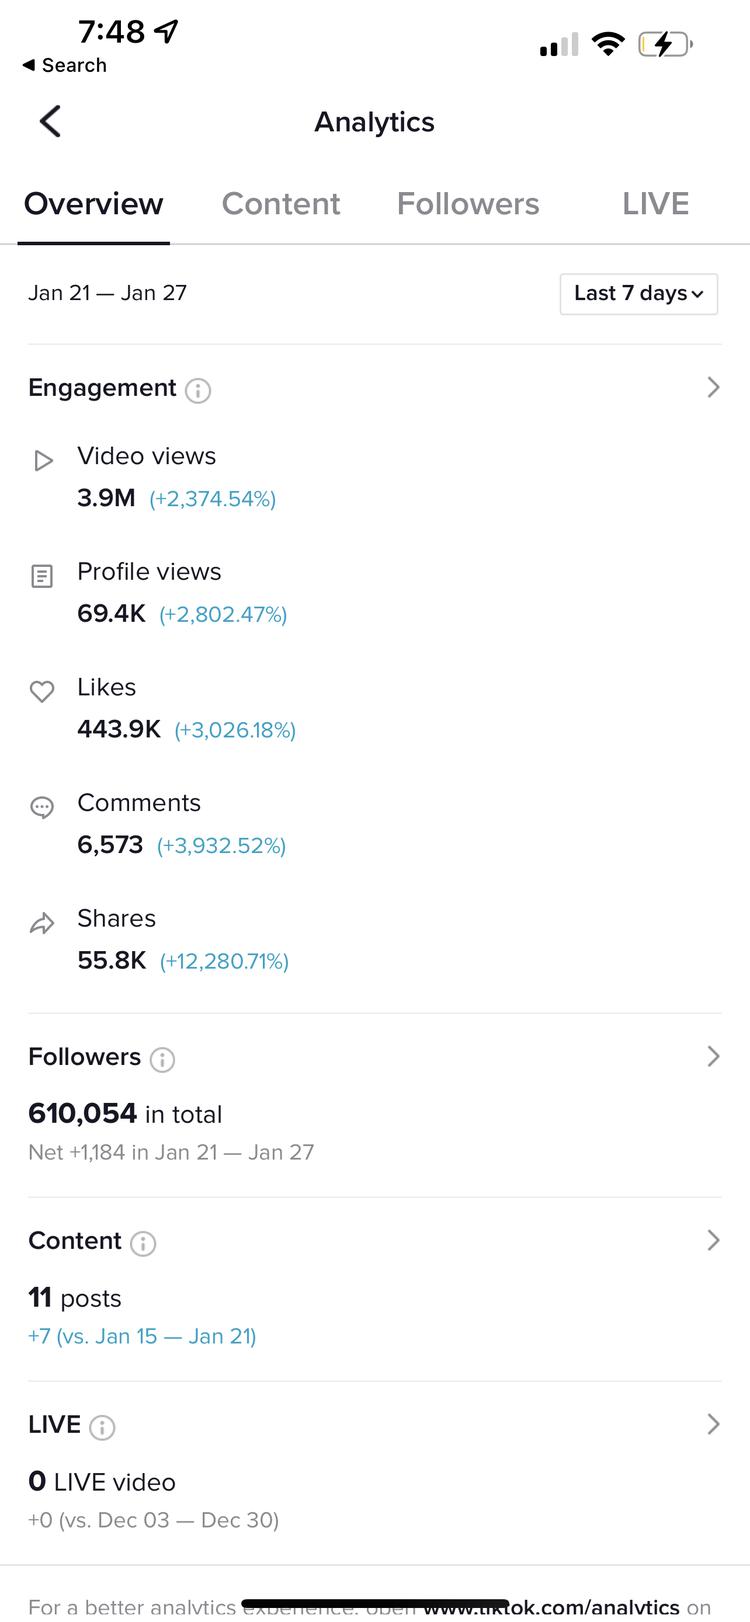 7:48
Search
Analytics
Overview Content Followers LIVE
Jan 21 — Jan 27 Last 7 days
Engagement
Video views
3.9M (+2,374.54%)
Profile views
69.4K (+2,802.47%)
Likes
443.9K (+3,026.18%)
Comments
6,573 (+3,932.52%)
Shares
55.8K (+12,280.71%)
Followers
610,054 in total
Net +1,184 in Jan 21 — Jan 27
Content
11 posts
+7 (vs. Jan 15 — Jan 21)
LIVE
0 LIVE video
+0 (vs. Dec 03 — Dec 30)
For a better analytics experience, open www.tiktok.com/analytics on